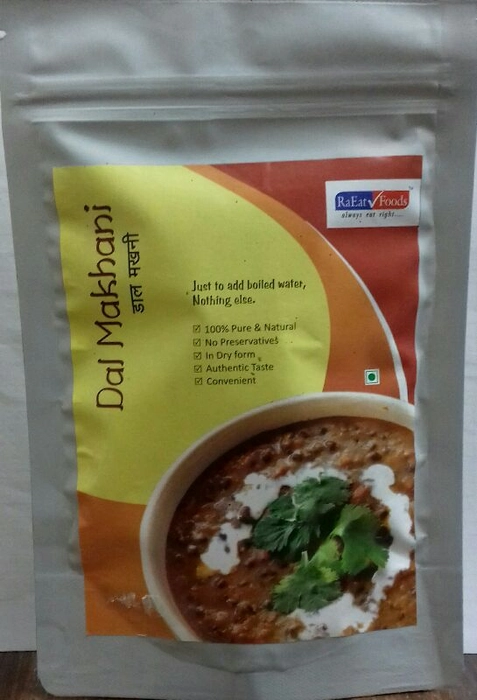 RaEat Foods
always eat right...
Dal Makhani
डाल मखनी
Just to add boiled water,
Nothing else.
☑ 100% Pure & Natural
☑ No Preservatives
☑ In Dry form
☑ Authentic Taste
☑ Convenient